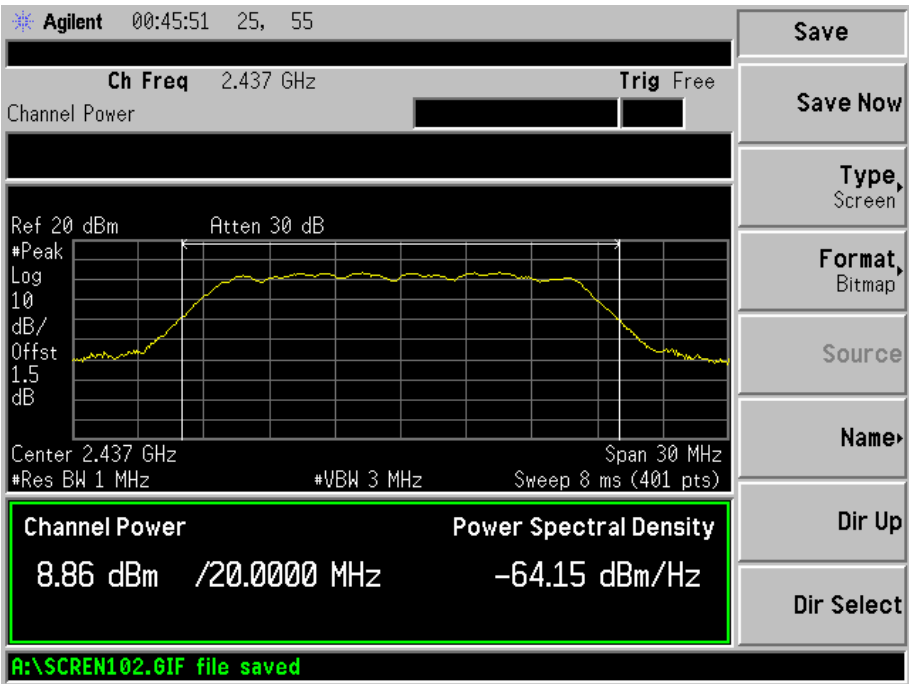 Agilent 00:45:51 25, 55
Save
Ch Freq 2.437 GHz Trig Free
Channel Power
Save Now
Type
Screen
Ref 20 dBm Atten 30 dB
#Peak
Log
10
dB/
Offst
1.5
dB
Format
Bitmap
Source
Center 2.437 GHz Span 30 MHz
#Res BW 1 MHz #VBW 3 MHz Sweep 8 ms (401 pts)
Name
Channel Power Power Spectral Density
8.86 dBm /20.0000 MHz -64.15 dBm/Hz
Dir Up
Dir Select
A:\SCREN102.GIF file saved